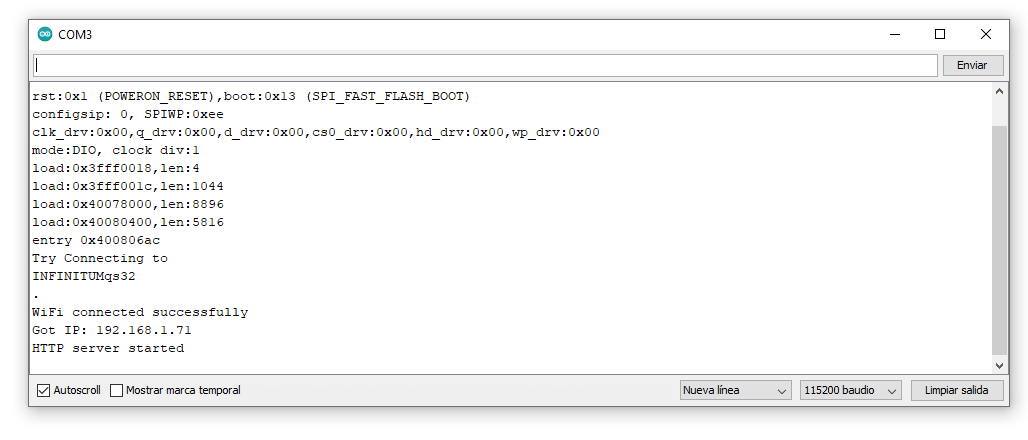 COM3
Enviar
rst:0x1 (POWERON_RESET),boot:0x13 (SPI_FAST_FLASH_BOOT)
configsip: 0, SPIWP:0xee
clk_drv:0x00,q_drv:0x00,d_drv:0x00,cs0_drv:0x00,hd_drv:0x00,wp_drv:0x00
mode:DIO, clock div:1
load:0x3fff0018,len:4
load:0x3fff001c,len:1044
load:0x40078000,len:8896
load:0x40080400,len:5816
entry 0x400806ac
Try Connecting to
INFINITUMqs32
.
WiFi connected successfully
Got IP: 192.168.1.71
HTTP server started
Autoscroll Mostrar marca temporal Nueva línea 115200 baudio Limpiar salida